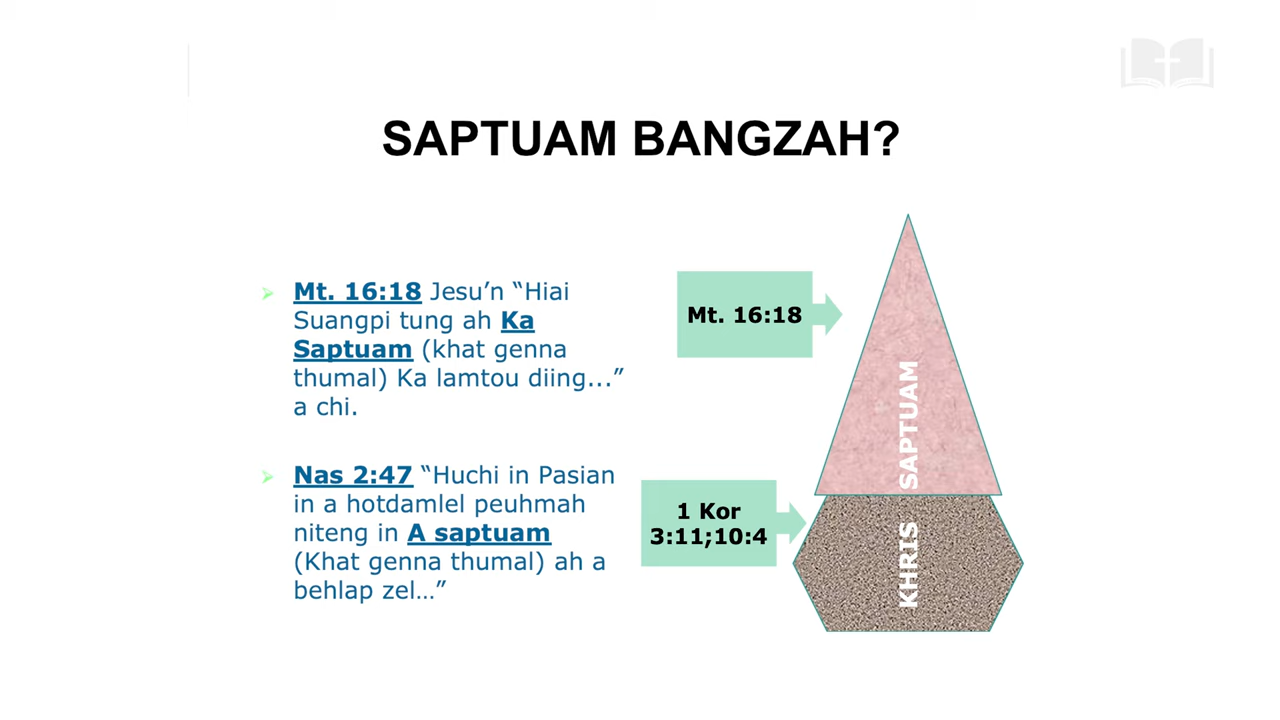 SAPTUAM BANGZAH?
Mt. 16:18 Jesu’n “Hiai
Suangpi tung ah Ka
Saptuam (khat genna
thumal) Ka lamtou diing...”
a chi.
Nas 2:47 “Huchi in Pasian
in a hotdamlel peuhmah
niteng in A saptuam
(Khat genna thumal) ah a
behlap zel…”
Mt. 16:18
1 Kor
3:11;10:4
SAPTUAM
KHRIS